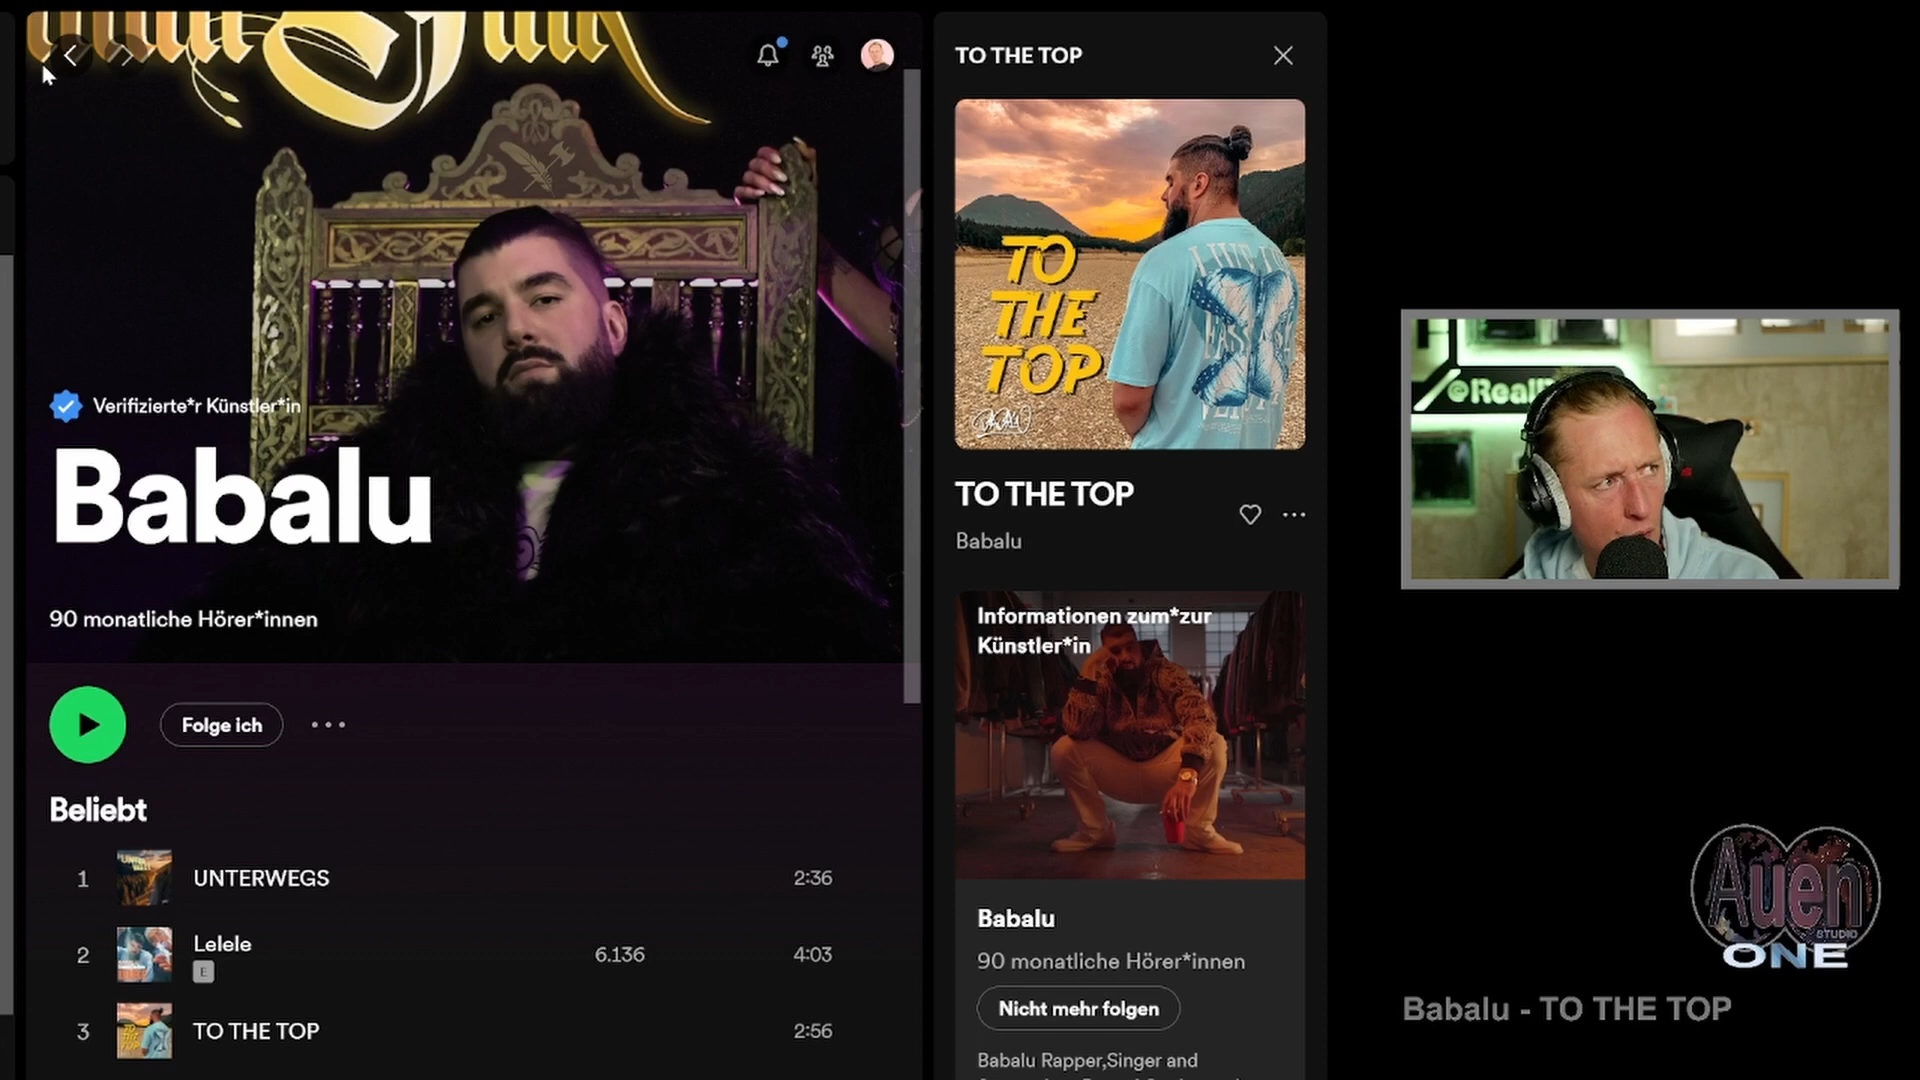 Verifizierte*r Künstler*in
Babalu
90 monatliche Hörer*innen
Folge ich
Beliebt
1 UNTERWEGS 2:36
2 Lelele 6.136 4:03
E
3 TO THE TOP 2:56
TO THE TOP
TO
THE
TOP
TO THE TOP
Babalu
Informationen zum*zur
Künstler*in
Babalu
90 monatliche Hörer*innen
Nicht mehr folgen
Babalu Rapper,Singer and
@Real
Auen
STUDIO
ONE
Babalu - TO THE TOP